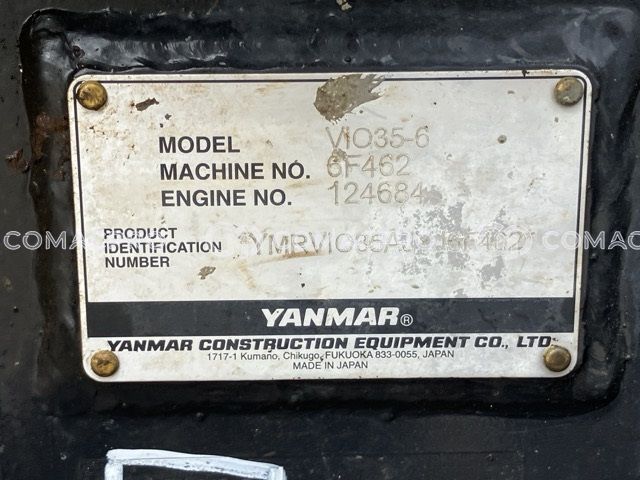 MODEL VIO35-6
MACHINE NO. 6F462
ENGINE NO. 124684
PRODUCT
IDENTIFICATION
NUMBER
YANMAR®
YANMAR CONSTRUCTION EQUIPMENT CO., LTD.
1717-1 Kumano, Chikugo, FUKUOKA 833-0055, JAPAN
MADE IN JAPAN